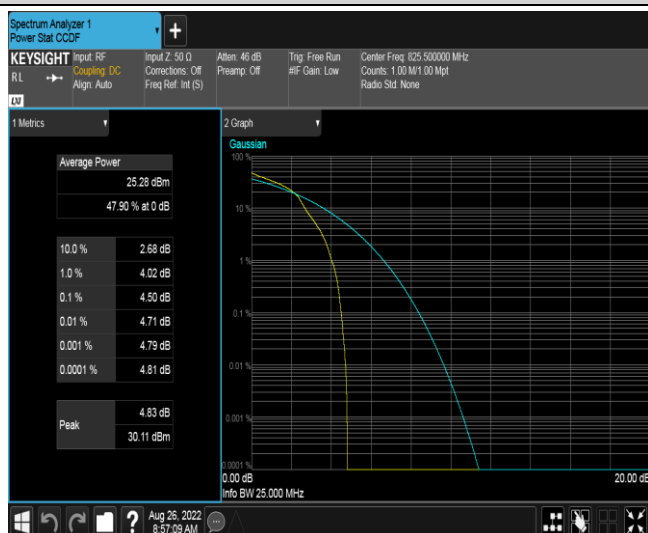 Spectrum Analyzer 1
Power Stat CCDF
+
KEYSIGHT
RL
LXI
Input: RF
Coupling: DC
Align: Auto
Input Z: 50 Ω
Corrections: Off
Freq Ref: Int (S)
Atten: 46 dB
Preamp: Off
Trig: Free Run
#IF Gain: Low
Center Freq: 825.500000 MHz
Counts: 1.00 M/1.00 Mpt
Radio Std: None
1 Metrics
Average Power
25.28 dBm
47.90 % at 0 dB
10.0 % 2.68 dB
1.0 % 4.02 dB
0.1 % 4.50 dB
0.01 % 4.71 dB
0.001 % 4.79 dB
0.0001 % 4.81 dB
Peak
4.83 dB
30.11 dBm
2 Graph
Gaussian
100 %
10 %
1 %
0.1 %
0.01 %
0.001 %
0.0001 %
0.00 dB 20.00 dB
Info BW 25.000 MHz
?
Aug 26, 2022
8:57:09 AM